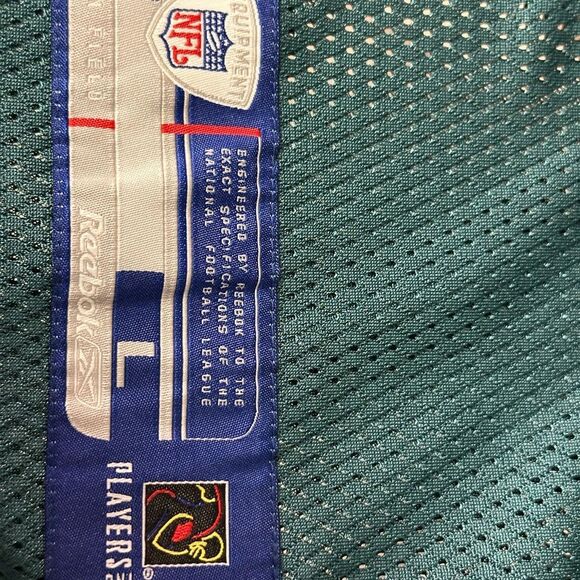 NFL
EQUIPMENT
FIELD
ENGINEERED BY REEBOK TO THE
EXACT SPECIFICATIONS OF THE
NATIONAL FOOTBALL LEAGUE
Reebok
L
PLAYERS
®